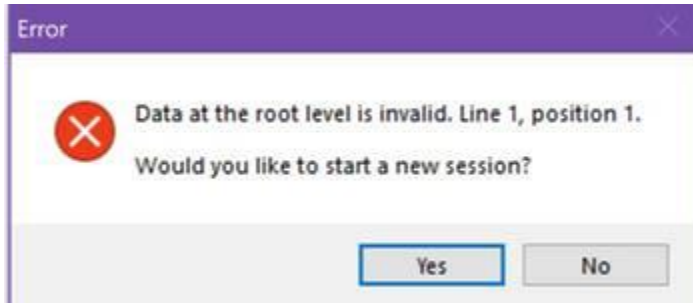 Error
Data at the root level is invalid. Line 1, position 1.
Would you like to start a new session?
Yes
No